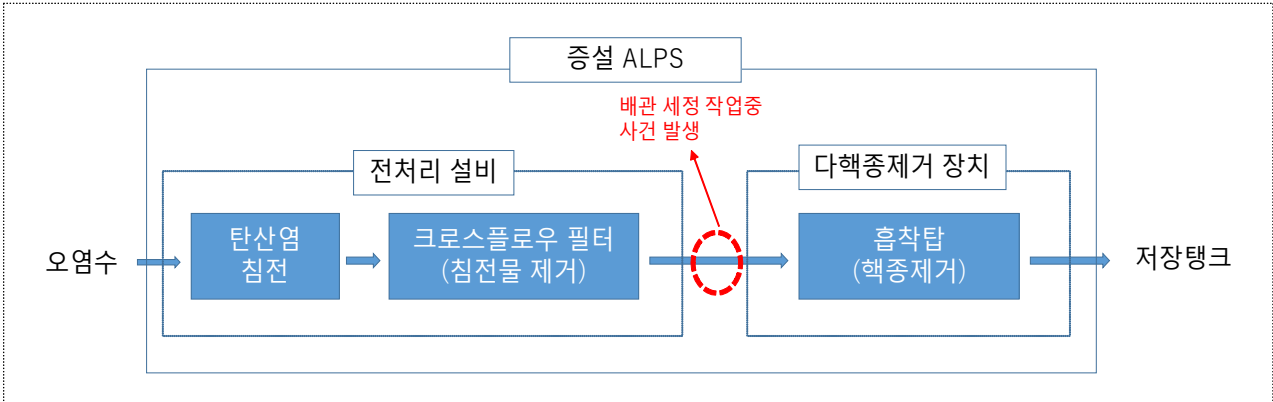 증설 ALPS
배관 세정 작업중
사건 발생
전처리 설비
다핵종제거 장치
오염수
탄산염
침전
크로스플로우 필터
(침전물 제거)
흡착탑
(핵종제거)
저장탱크